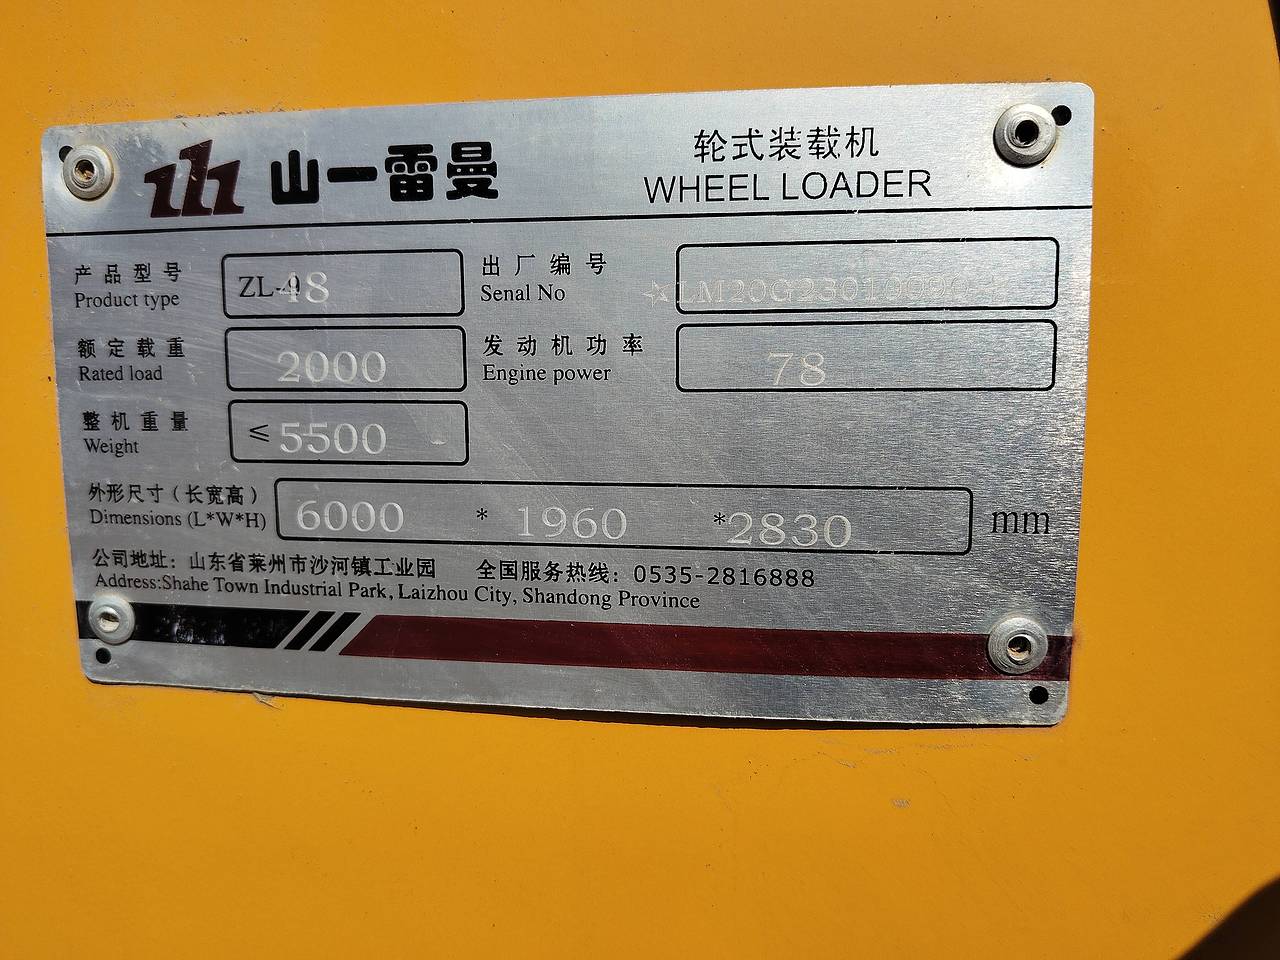 山一雷曼
轮式装载机
WHEEL LOADER
产品型号
Product type
ZL-948
出厂编号
Senal No
额定载重
Rated load
2000
发动机功率
Engine power
78
整机重量
Weight
≤5500
外形尺寸(长宽高)
Dimensions (L*W*H)
6000 * 1960 *2830 mm
公司地址: 山东省莱州市沙河镇工业园 全国服务热线: 0535-2816888
Address:Shahe Town Industrial Park, Laizhou City, Shandong Province